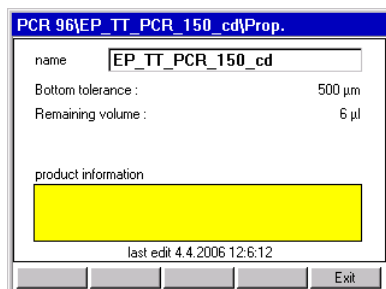 PCR 96\EP_TT_PCR_150_cd\Prop.
name EP_TT_PCR_150_cd
Bottom tolerance : 500 µm
Remaining volume : 6 µl
product information
last edit 4.4.2006 12:6:12
Exit